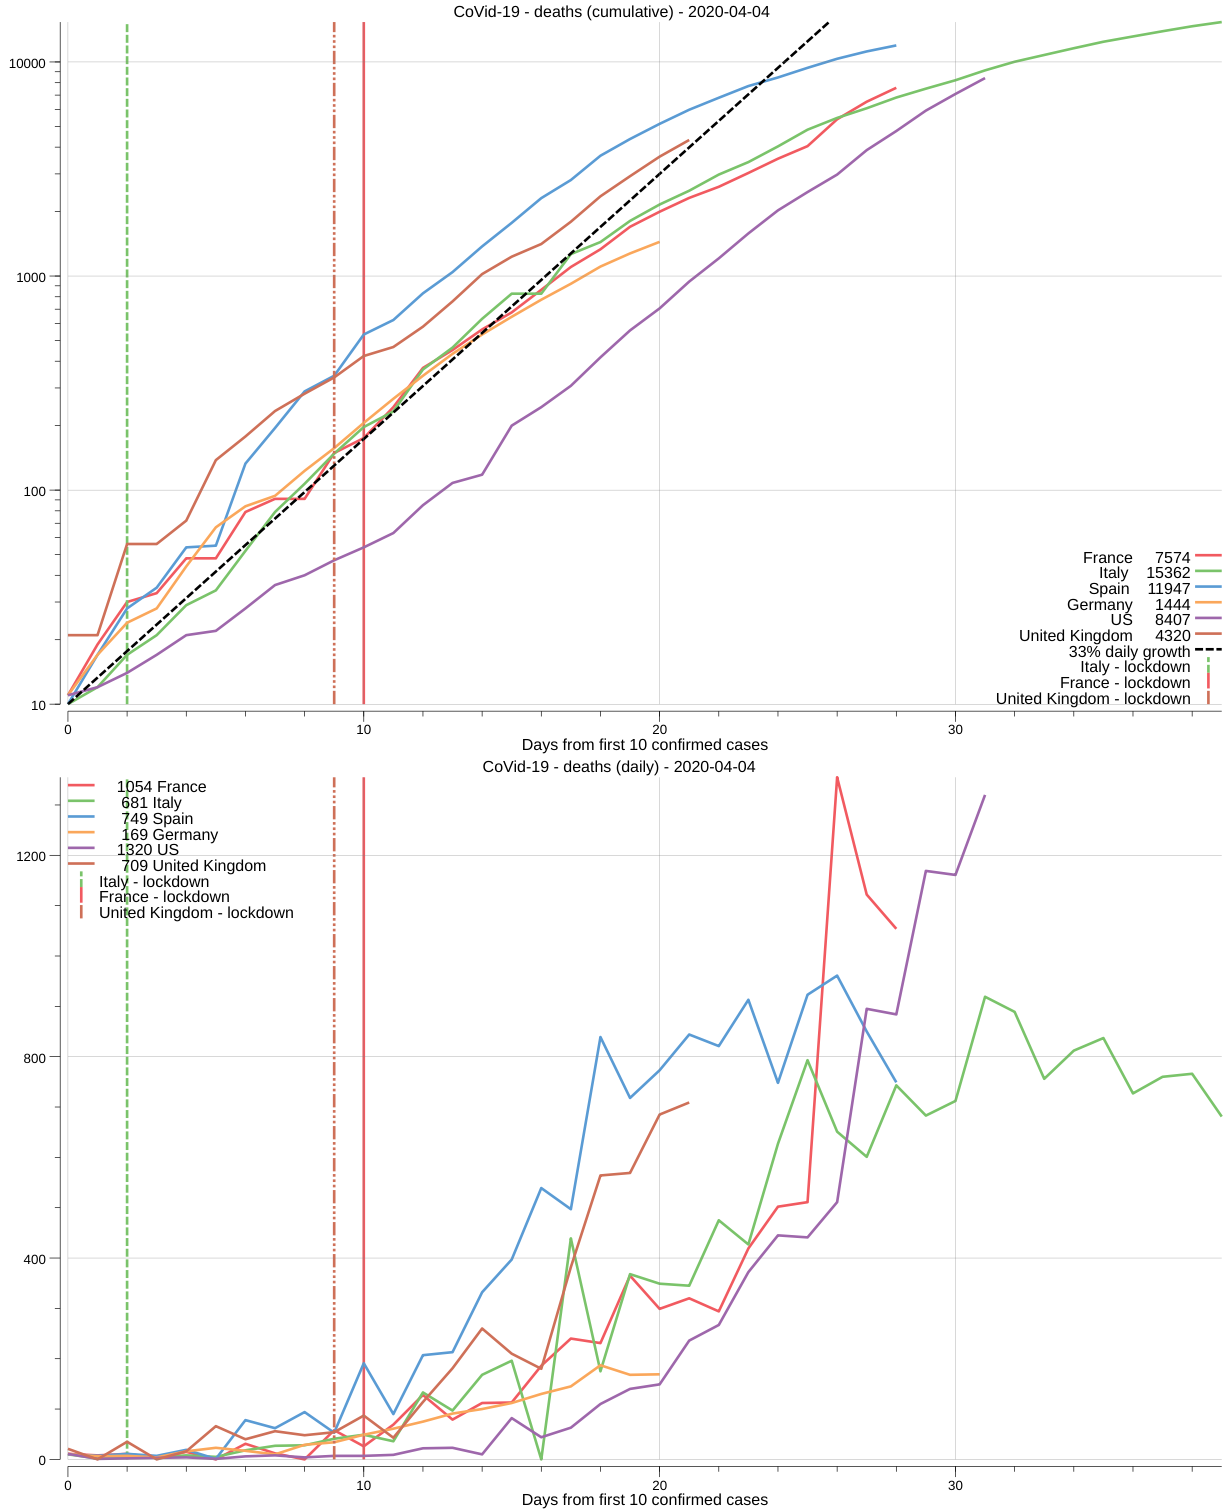 CoVid-19 - deaths (cumulative) - 2020-04-04
10000
1000
100
10
France 7574
Italy 15362
Spain 11947
Germany 1444
US 8407
United Kingdom 4320
33% daily growth
Italy - lockdown
France - lockdown
United Kingdom - lockdown
0 10 20 30
Days from first 10 confirmed cases
CoVid-19 - deaths (daily) - 2020-04-04
1054 France
681 Italy
749 Spain
169 Germany
1320 US
709 United Kingdom
Italy - lockdown
France - lockdown
United Kingdom - lockdown
1200
800
400
0
0 10 20 30
Days from first 10 confirmed cases